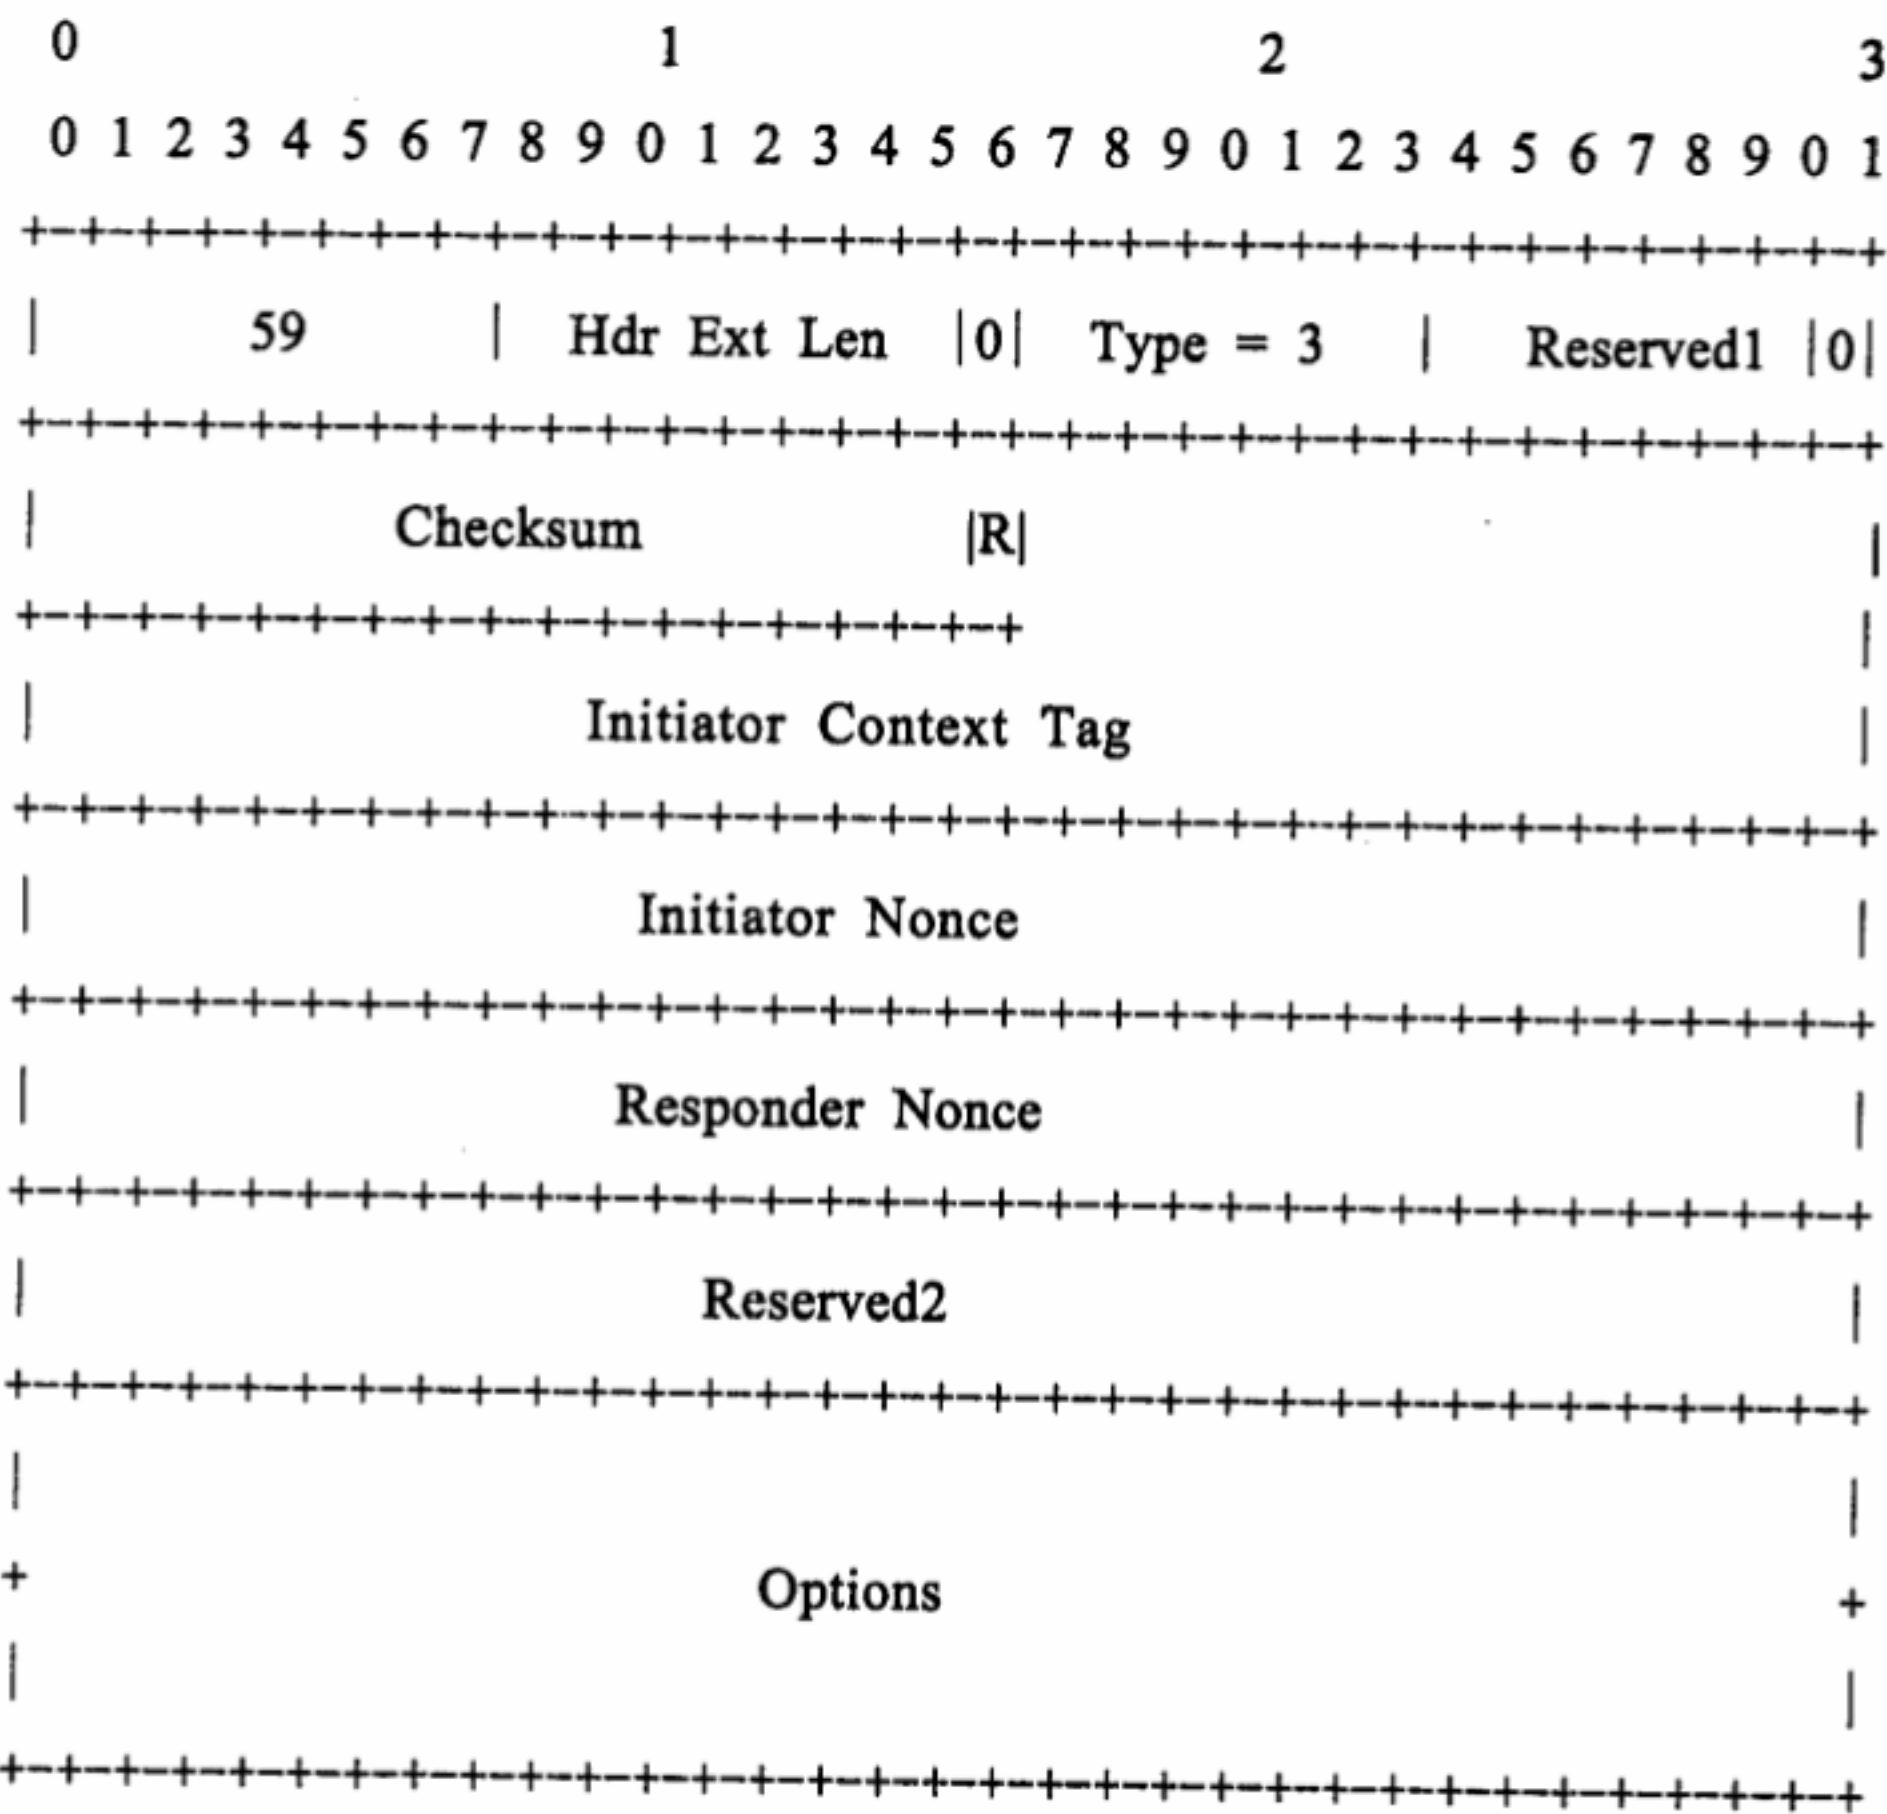 0 1 2 3
0 1 2 3 4 5 6 7 8 9 0 1 2 3 4 5 6 7 8 9 0 1 2 3 4 5 6 7 8 9 0 1
+-+-+-+-+-+-+-+-+-+-+-+-+-+-+-+-+-+-+-+-+-+-+-+-+-+-+-+-+-+-+-+-+
| 59 | Hdr Ext Len |0| Type = 3 | Reserved1 |0|
+-+-+-+-+-+-+-+-+-+-+-+-+-+-+-+-+-+-+-+-+-+-+-+-+-+-+-+-+-+-+-+-+
| Checksum |R| |
+-+-+-+-+-+-+-+-+-+-+-+-+-+-+-+-+-+ |
| Initiator Context Tag |
+-+-+-+-+-+-+-+-+-+-+-+-+-+-+-+-+-+-+-+-+-+-+-+-+-+-+-+-+-+-+-+-+
| Initiator Nonce |
+-+-+-+-+-+-+-+-+-+-+-+-+-+-+-+-+-+-+-+-+-+-+-+-+-+-+-+-+-+-+-+-+
| Responder Nonce |
+-+-+-+-+-+-+-+-+-+-+-+-+-+-+-+-+-+-+-+-+-+-+-+-+-+-+-+-+-+-+-+-+
| Reserved2 |
+-+-+-+-+-+-+-+-+-+-+-+-+-+-+-+-+-+-+-+-+-+-+-+-+-+-+-+-+-+-+-+-+
| |
+ Options +
| |
+-+-+-+-+-+-+-+-+-+-+-+-+-+-+-+-+-+-+-+-+-+-+-+-+-+-+-+-+-+-+-+-+